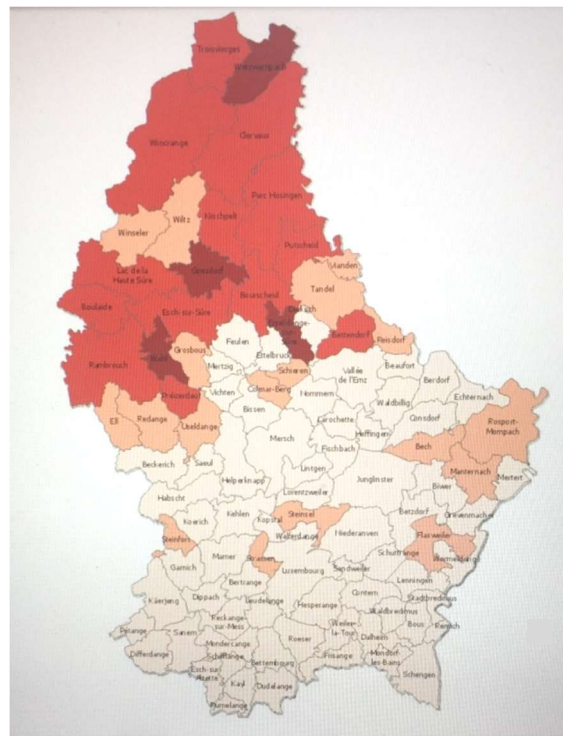 Troisvierges
Clervaux
Wincrange
Parc Hosingen
Kiischpelt
Wiltz
Winseler
Putscheid
Vianden
Goesdorf
Lac de la
Haute Sûre
Tandel
Bourscheid
Boulaide
Esch-sur-Sûre
Diekirch
Bettendorf
Reisdorf
Feulen
Grosbous
Ettelbruck
Schieren
Rambrouch
Mertzig
Vallée
de l'Ernz
Beaufort
Berdorf
Echternach
Préizerdaul
Vichten
Colmar-Berg
Nommern
Waldbillig
Consdorf
Ell
Redange
Useldange
Bissen
Larochette
Heffingen
Rosport-
Mompach
Mersch
Fischbach
Bech
Beckerich
Saeul
Lintgen
Manternach
Mertert
Helperknapp
Junglinster
Biwer
Habscht
Lorentzweiler
Kehlen
Kopstal
Steinsel
Betzdorf
Grevenmacher
Koerich
Steinfort
Walferdange
Niederanven
Flaxweiler
Mamer
Strassen
Schuttrange
Wormeldange
Garnich
Luxembourg
Sandweiler
Bertrange
Lenningen
Contern
Stadtbredimus
Käerjeng
Dippach
Leudelange
Hesperange
Waldbredimus
Reckange-
sur-Mess
Weiler-
la-Tour
Bous
Remich
Pétange
Sanem
Roeser
Dalheim
Mondercange
Differdange
Schifflange
Bettembourg
Frisange
Mondorf-
les-Bains
Esch-sur-
Alzette
Kayl
Dudelange
Schengen
Rumelange